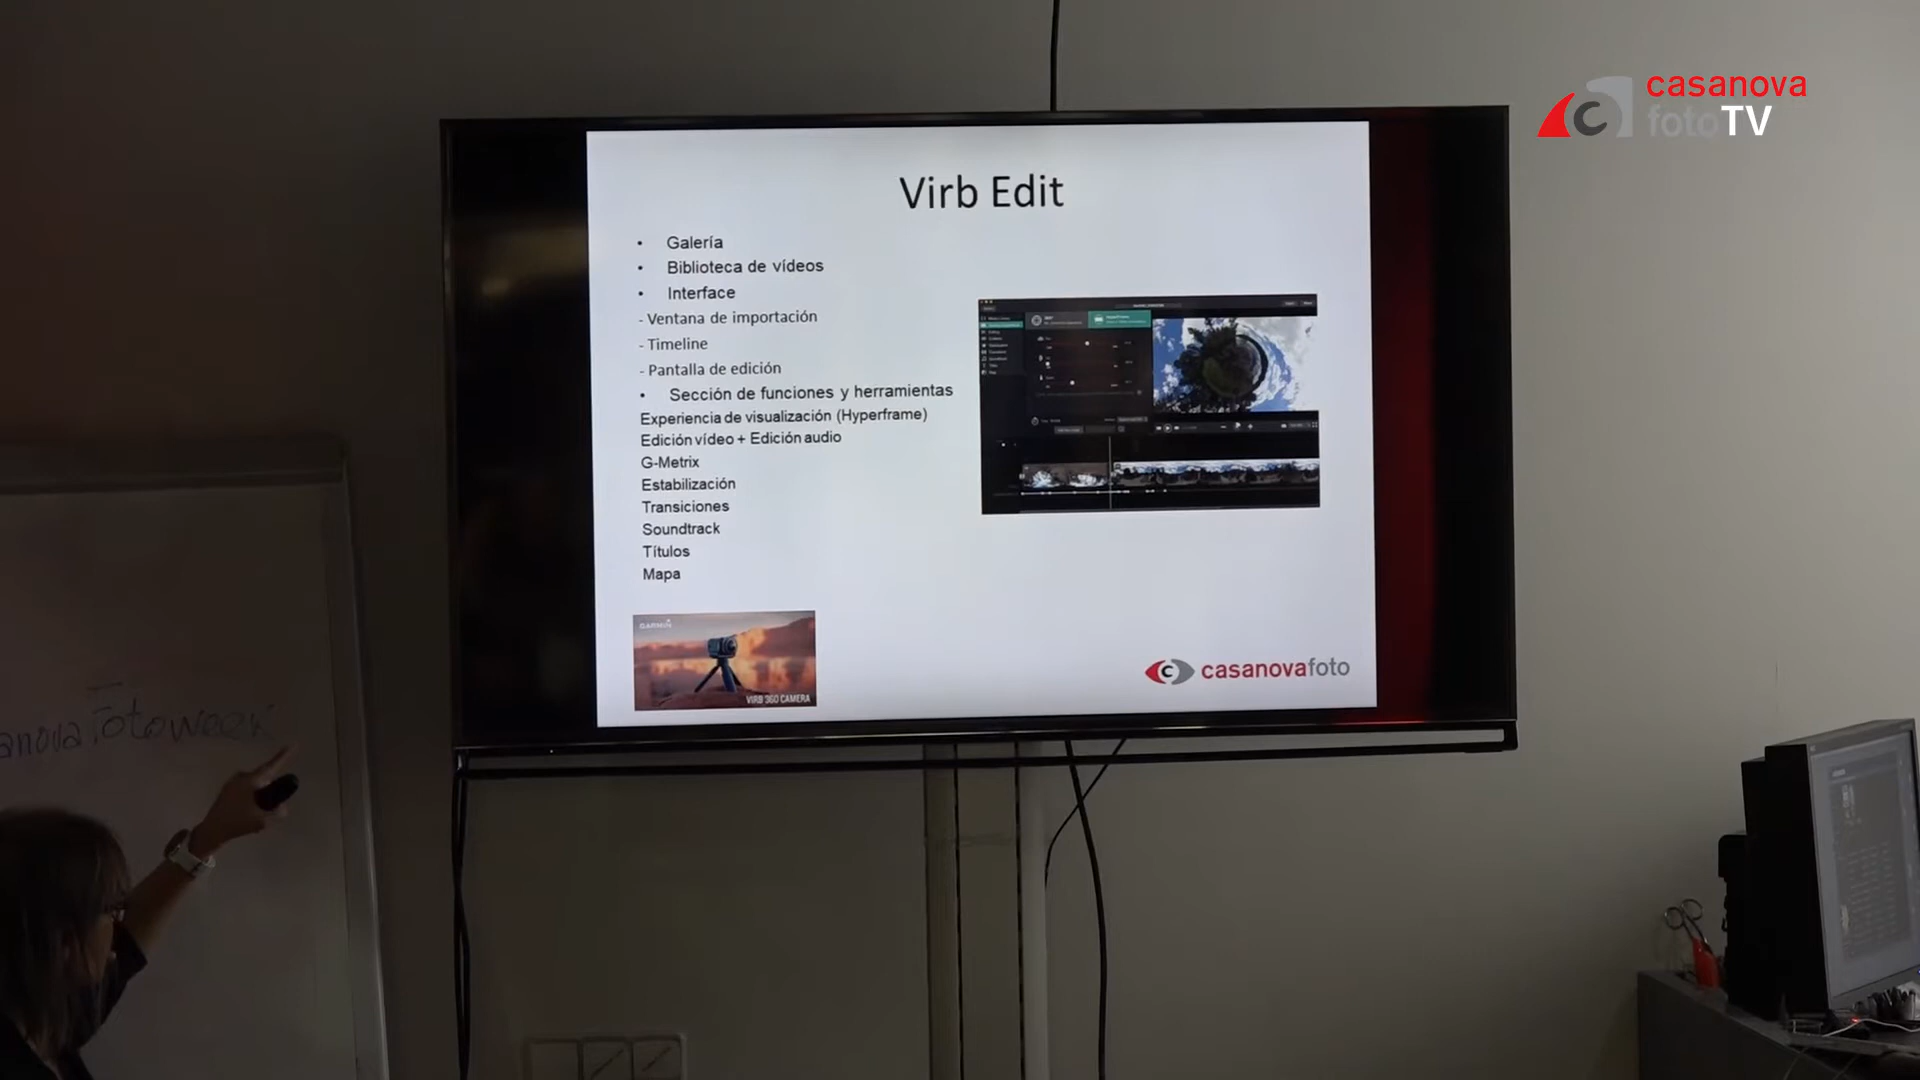 casanova
fotoTV
Virb Edit
• Galería
• Biblioteca de vídeos
• Interface
- Ventana de importación
- Timeline
- Pantalla de edición
• Sección de funciones y herramientas
Experiencia de visualización (Hyperframe)
Edición vídeo + Edición audio
G-Metrix
Estabilización
Transiciones
Soundtrack
Títulos
Mapa
GARMIN
VIRB 360 CAMERA
casanovafoto
anova Fotoweek